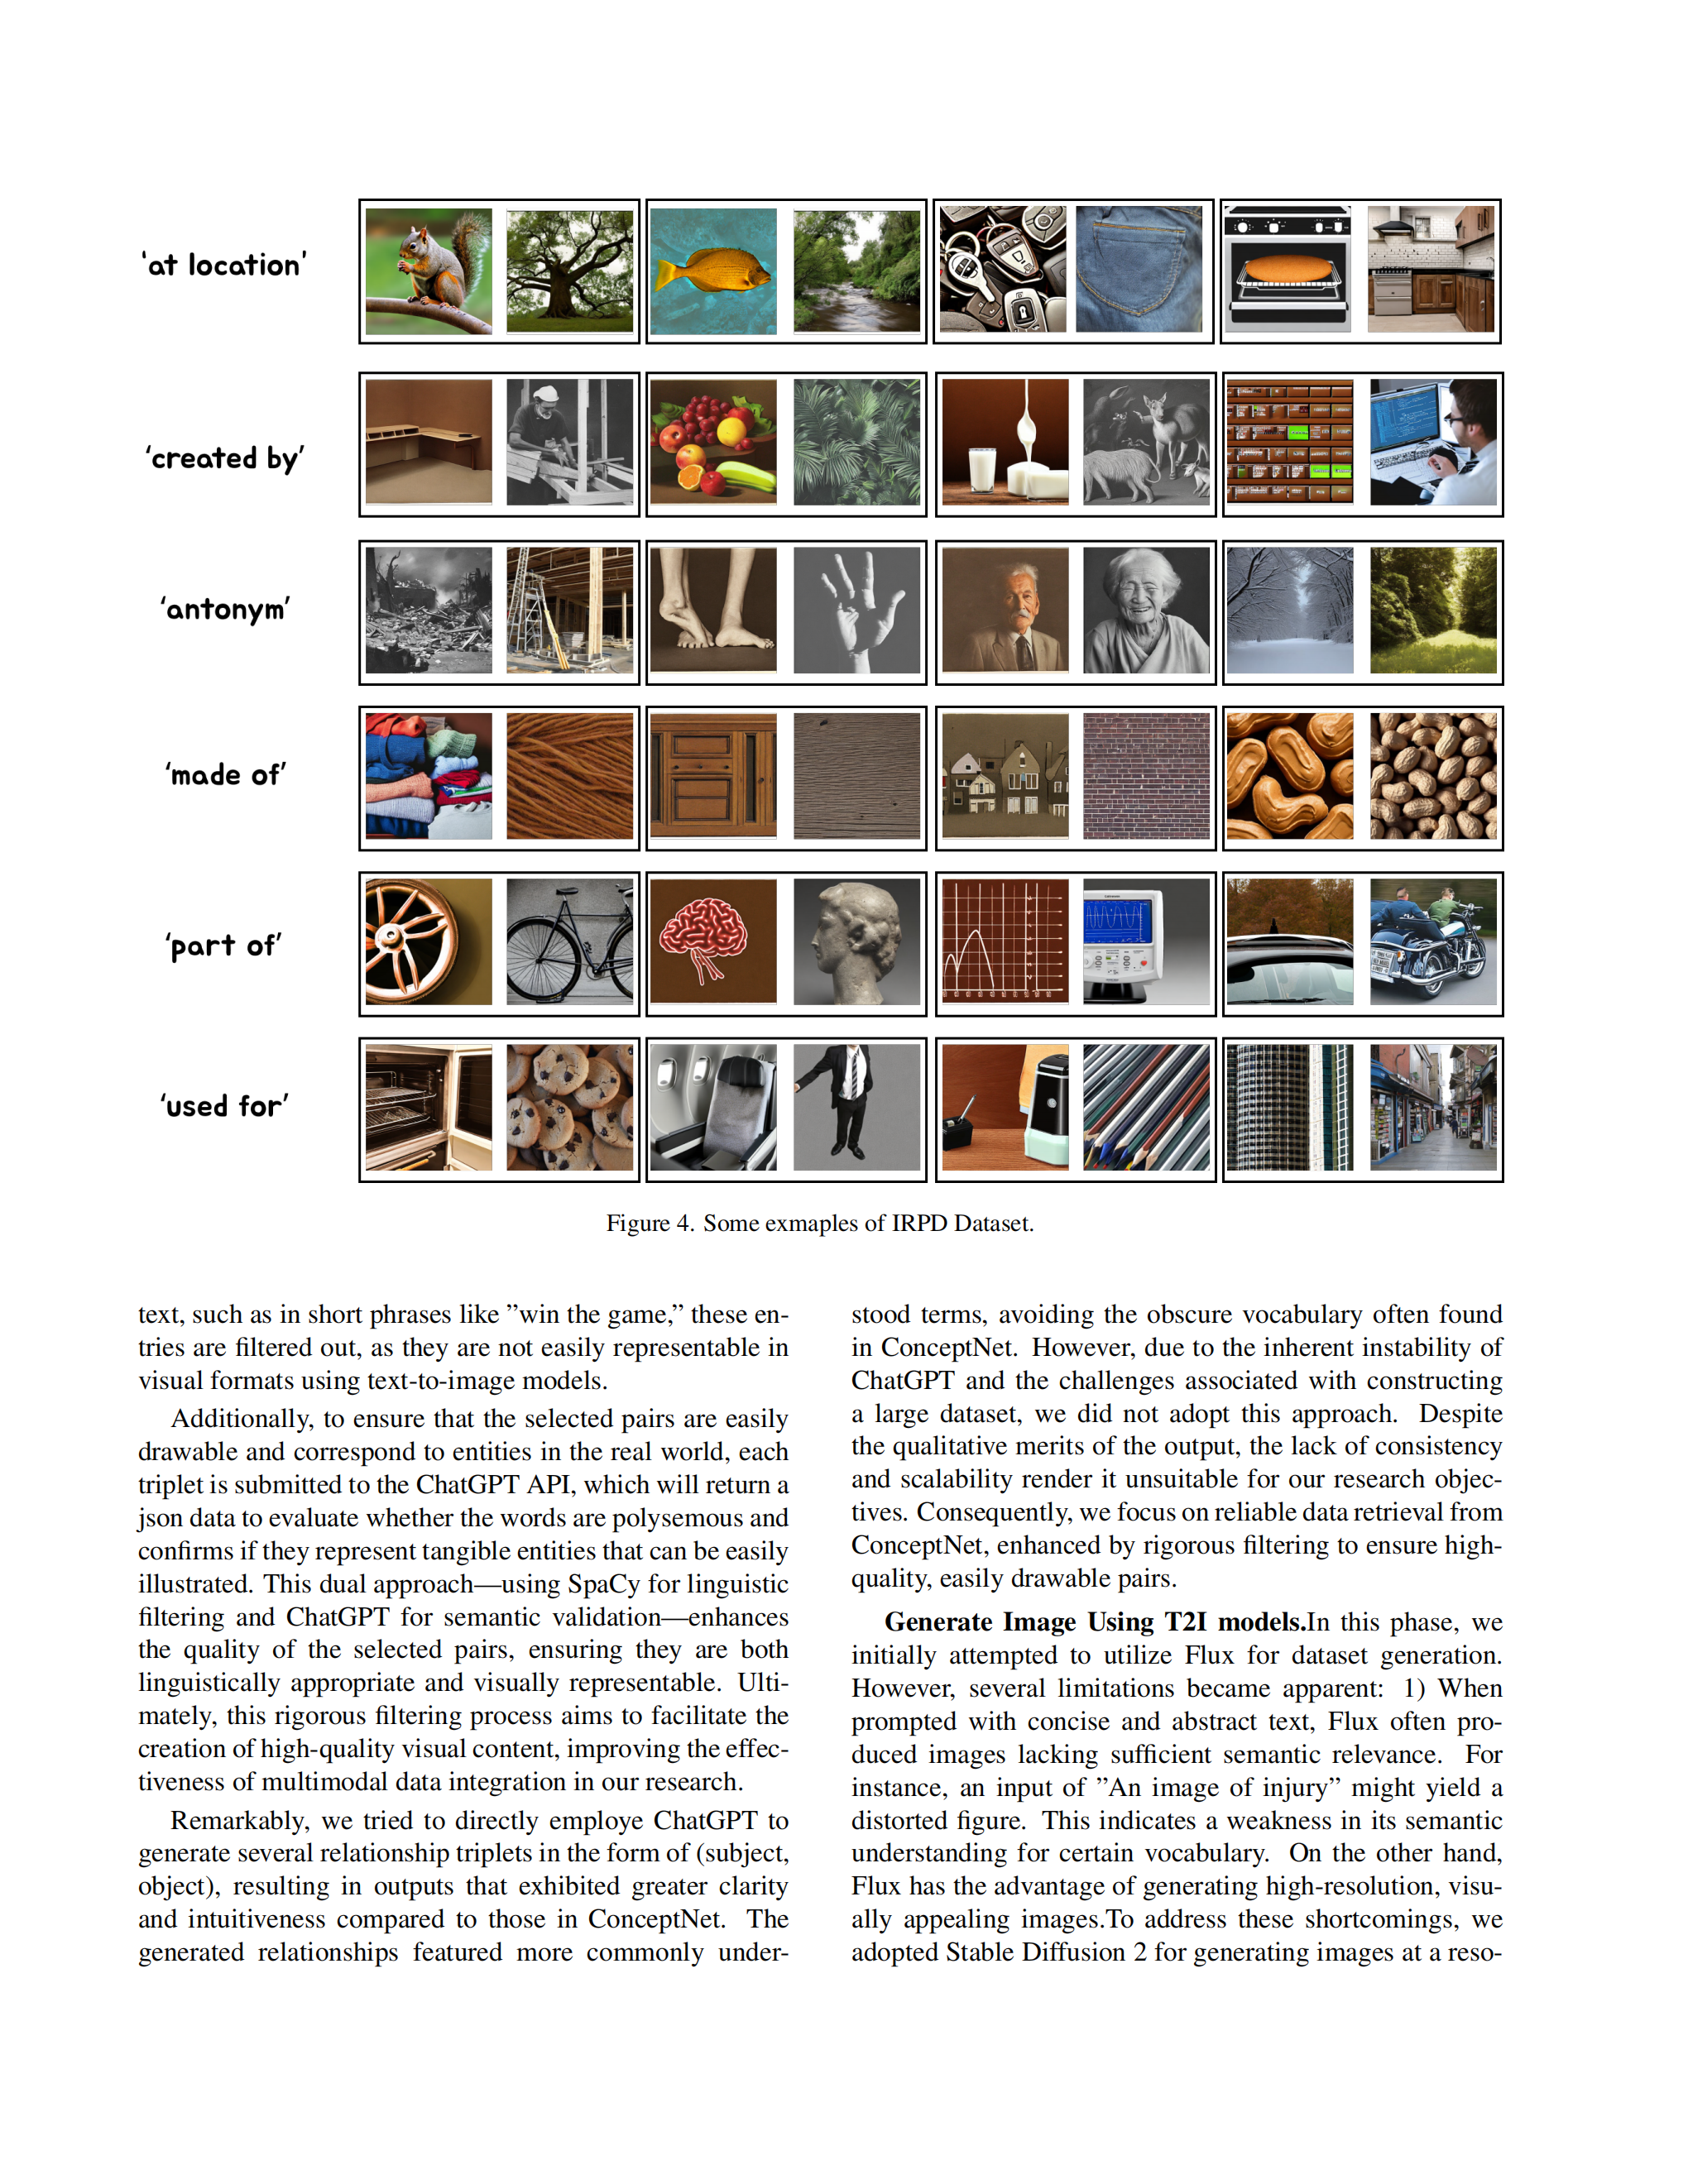 ‘at location’
‘created by’
‘antonym’
‘made of’
‘part of’
‘used for’
Figure 4. Some exmaples of IRPD Dataset.
text, such as in short phrases like ”win the game,” these en-
tries are filtered out, as they are not easily representable in
visual formats using text-to-image models.
Additionally, to ensure that the selected pairs are easily
drawable and correspond to entities in the real world, each
triplet is submitted to the ChatGPT API, which will return a
json data to evaluate whether the words are polysemous and
confirms if they represent tangible entities that can be easily
illustrated. This dual approach—using SpaCy for linguistic
filtering and ChatGPT for semantic validation—enhances
the quality of the selected pairs, ensuring they are both
linguistically appropriate and visually representable. Ulti-
mately, this rigorous filtering process aims to facilitate the
creation of high-quality visual content, improving the effec-
tiveness of multimodal data integration in our research.
Remarkably, we tried to directly employe ChatGPT to
generate several relationship triplets in the form of (subject,
object), resulting in outputs that exhibited greater clarity
and intuitiveness compared to those in ConceptNet. The
generated relationships featured more commonly under-
stood terms, avoiding the obscure vocabulary often found
in ConceptNet. However, due to the inherent instability of
ChatGPT and the challenges associated with constructing
a large dataset, we did not adopt this approach. Despite
the qualitative merits of the output, the lack of consistency
and scalability render it unsuitable for our research objec-
tives. Consequently, we focus on reliable data retrieval from
ConceptNet, enhanced by rigorous filtering to ensure high-
quality, easily drawable pairs.
Generate Image Using T2I models.In this phase, we
initially attempted to utilize Flux for dataset generation.
However, several limitations became apparent: 1) When
prompted with concise and abstract text, Flux often pro-
duced images lacking sufficient semantic relevance. For
instance, an input of ”An image of injury” might yield a
distorted figure. This indicates a weakness in its semantic
understanding for certain vocabulary. On the other hand,
Flux has the advantage of generating high-resolution, visu-
ally appealing images.To address these shortcomings, we
adopted Stable Diffusion 2 for generating images at a reso-